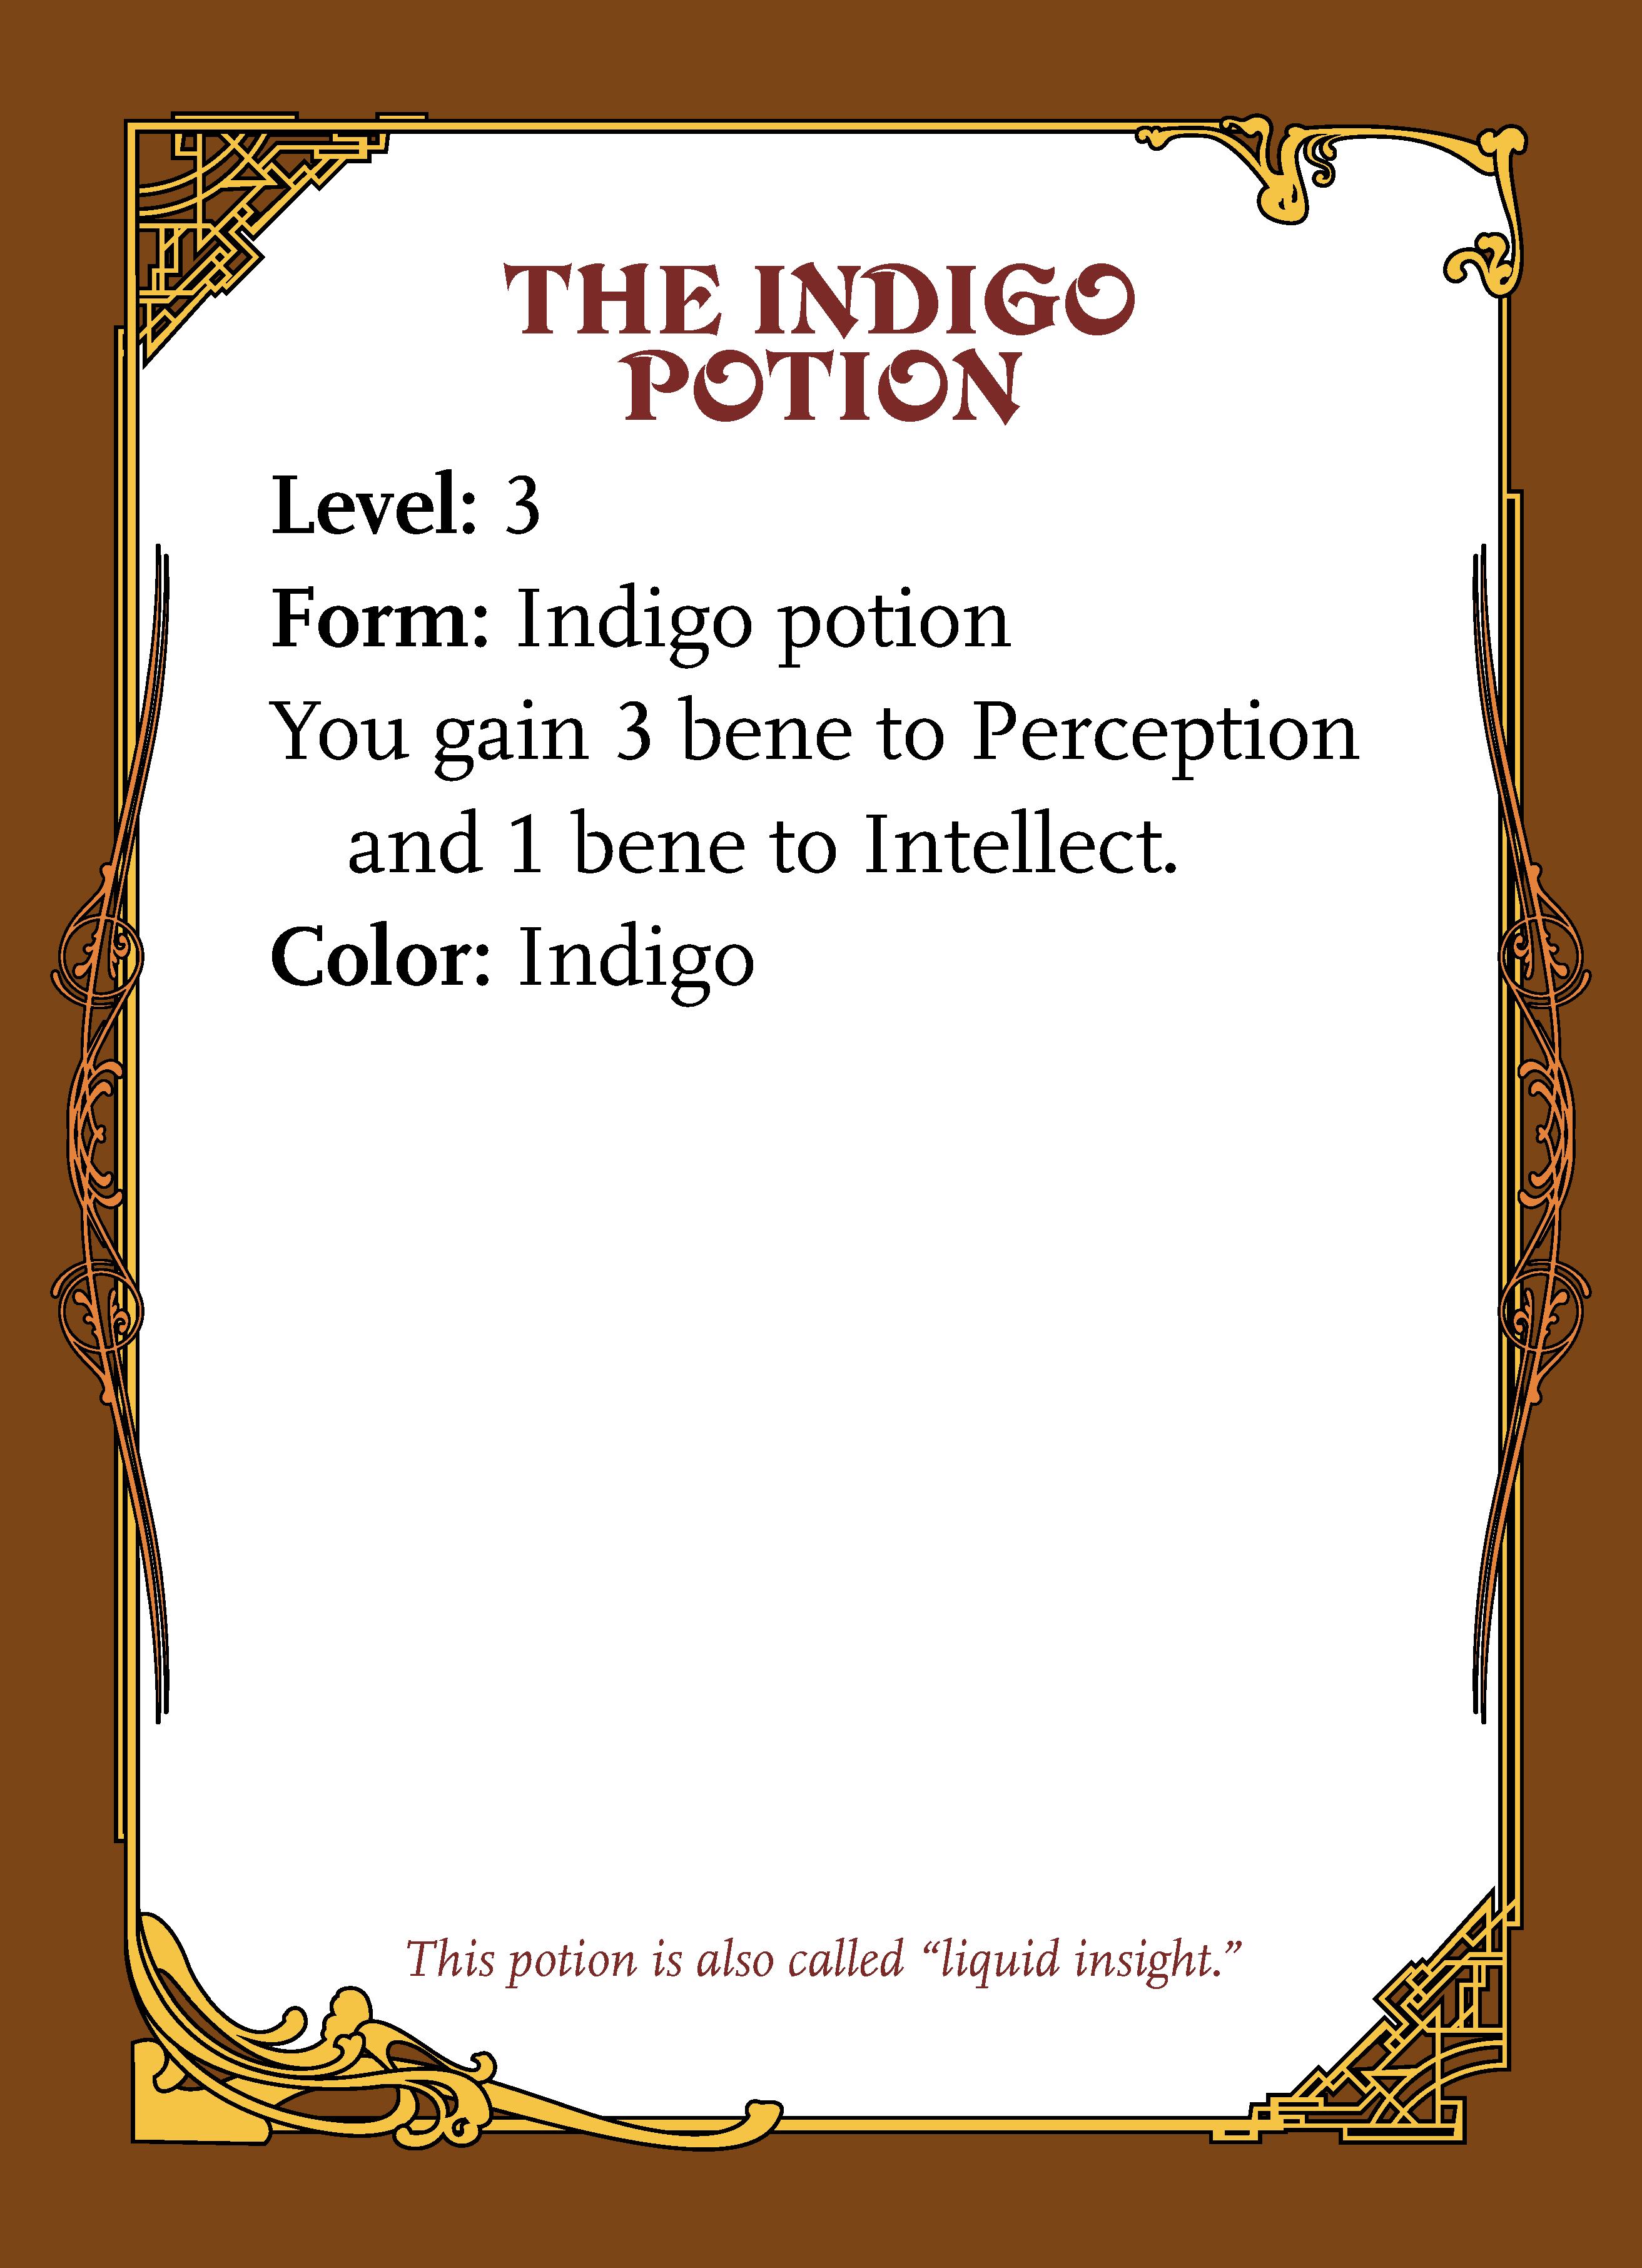 THE INDIGO
POTION
Level: 3
Form: Indigo potion
You gain 3 bene to Perception
and 1 bene to Intellect.
Color: Indigo
This potion is also called “liquid insight.”